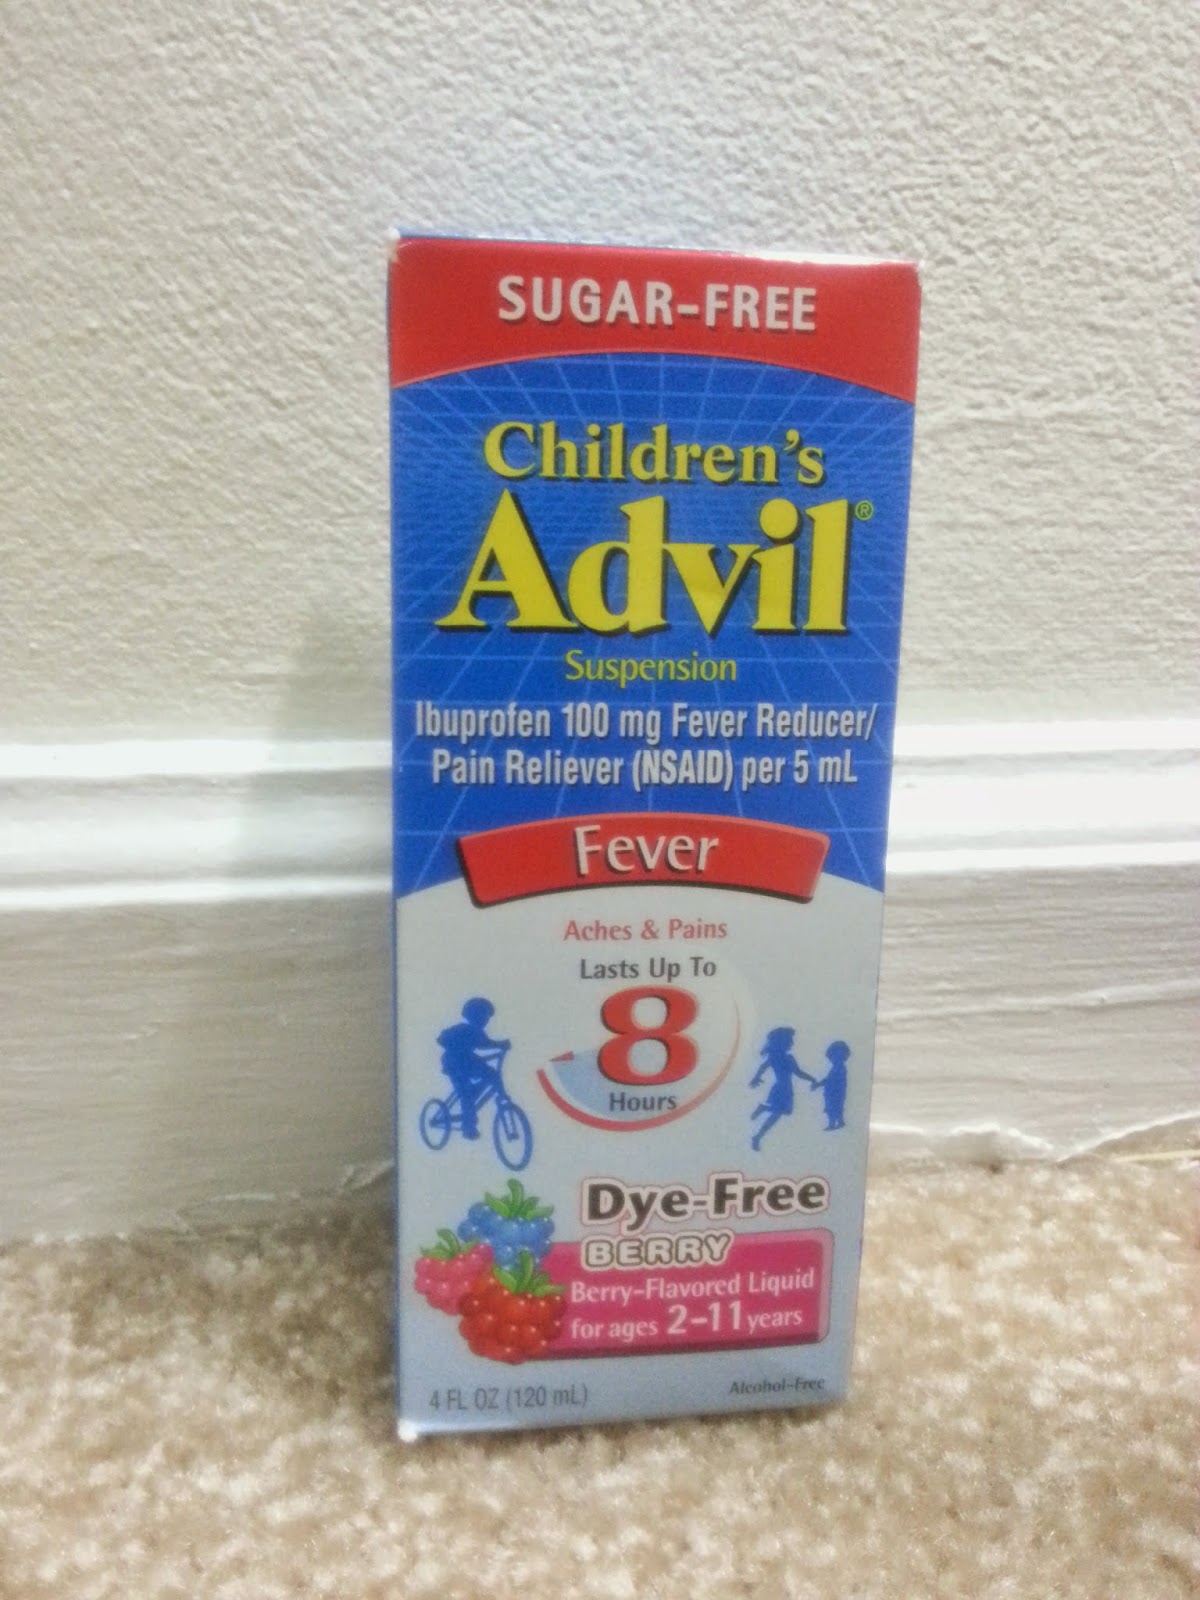 SUGAR-FREE
Children's
Advil®
Suspension
Ibuprofen 100 mg Fever Reducer/
Pain Reliever (NSAID) per 5 mL
Fever
Aches & Pains
Lasts Up To
8
Hours
Dye-Free
BERRY
Berry-Flavored Liquid
for ages 2-11 years
4 FL OZ (120 mL)
Alcohol-Free